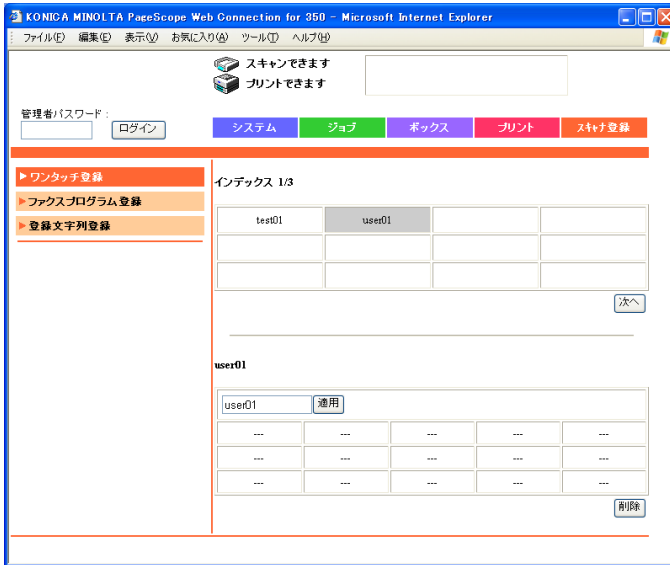 KONICA MINOLTA PageScope Web Connection for 350 - Microsoft Internet Explorer
ファイル(F) 編集(E) 表示(V) お気に入り(A) ツール(T) ヘルプ(H)
スキャンできます
プリントできます
管理者パスワード:
ログイン
システム ジョブ ボックス プリント スキャナ登録
ワンタッチ登録
ファクスプログラム登録
登録文字列登録
インデックス 1/3
test01 user01
次へ
user01
user01 適用
--- --- --- --- ---
--- --- --- --- ---
--- --- --- --- ---
削除